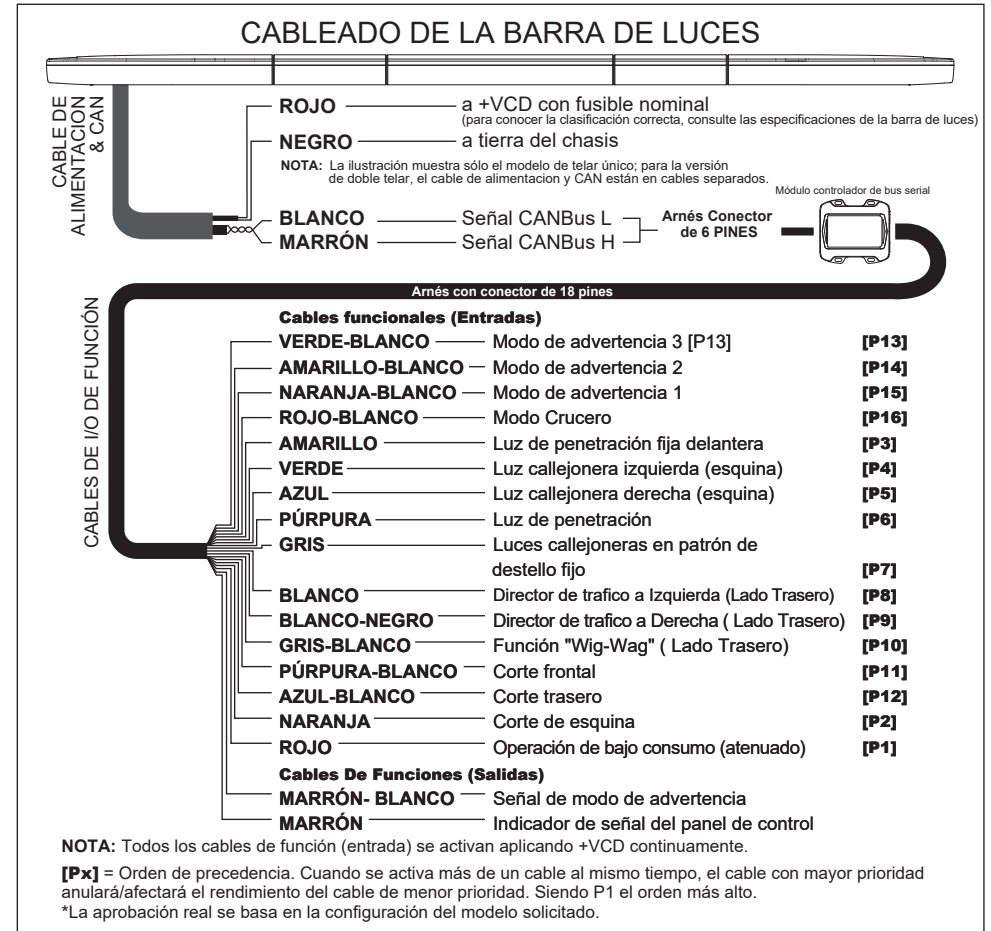 CABLEADO DE LA BARRA DE LUCES
CABLE DE
ALIMENTACION
& CAN
ROJO a +VCD con fusible nominal
(para conocer la clasificación correcta, consulte las especificaciones de la barra de luces)
NEGRO a tierra del chasis
NOTA: La ilustración muestra sólo el modelo de telar único; para la versión
de doble telar, el cable de alimentacion y CAN están en cables separados.
Módulo controlador de bus serial
BLANCO Señal CANBus L
MARRÓN Señal CANBus H
Arnés Conector
de 6 PINES
Arnés con conector de 18 pines
CABLES DE I/O DE FUNCIÓN
Cables funcionales (Entradas)
VERDE-BLANCO Modo de advertencia 3 [P13] [P13]
AMARILLO-BLANCO Modo de advertencia 2 [P14]
NARANJA-BLANCO Modo de advertencia 1 [P15]
ROJO-BLANCO Modo Crucero [P16]
AMARILLO Luz de penetración fija delantera [P3]
VERDE Luz callejonera izquierda (esquina) [P4]
AZUL Luz callejonera derecha (esquina) [P5]
PÚRPURA Luz de penetración [P6]
GRIS Luces callejoneras en patrón de
destello fijo [P7]
BLANCO Director de trafico a Izquierda (Lado Trasero) [P8]
BLANCO-NEGRO Director de trafico a Derecha ( Lado Trasero) [P9]
GRIS-BLANCO Función "Wig-Wag" ( Lado Trasero) [P10]
PÚRPURA-BLANCO Corte frontal [P11]
AZUL-BLANCO Corte trasero [P12]
NARANJA Corte de esquina [P2]
ROJO Operación de bajo consumo (atenuado) [P1]
Cables De Funciones (Salidas)
MARRÓN- BLANCO Señal de modo de advertencia
MARRÓN Indicador de señal del panel de control
NOTA: Todos los cables de función (entrada) se activan aplicando +VCD continuamente.
[Px] = Orden de precedencia. Cuando se activa más de un cable al mismo tiempo, el cable con mayor prioridad
anulará/afectará el rendimiento del cable de menor prioridad. Siendo P1 el orden más alto.
*La aprobación real se basa en la configuración del modelo solicitado.